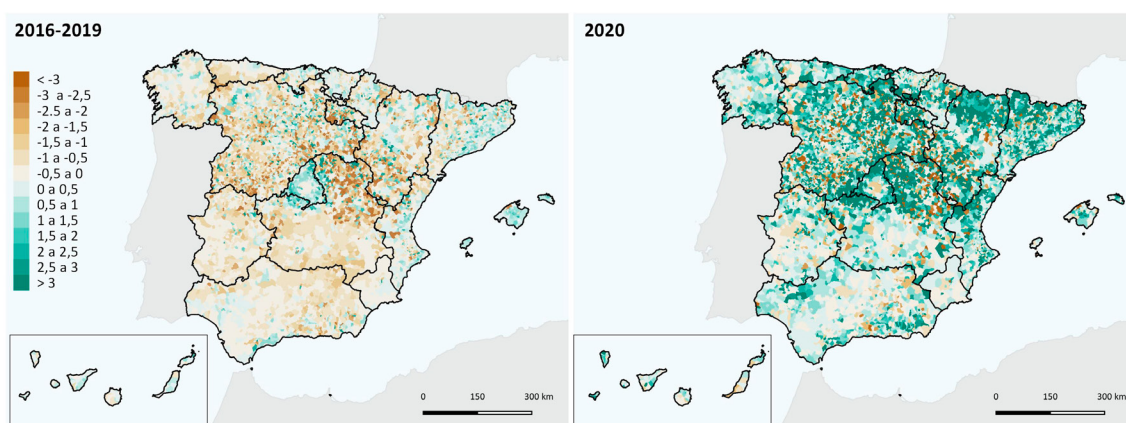 2016-2019
< -3
-3 a -2,5
-2.5 a -2
-2 a -1,5
-1,5 a -1
-1 a -0,5
-0,5 a 0
0 a 0,5
0,5 a 1
1 a 1,5
1,5 a 2
2 a 2,5
2,5 a 3
> 3
0 150 300 km
2020
0 150 300 km